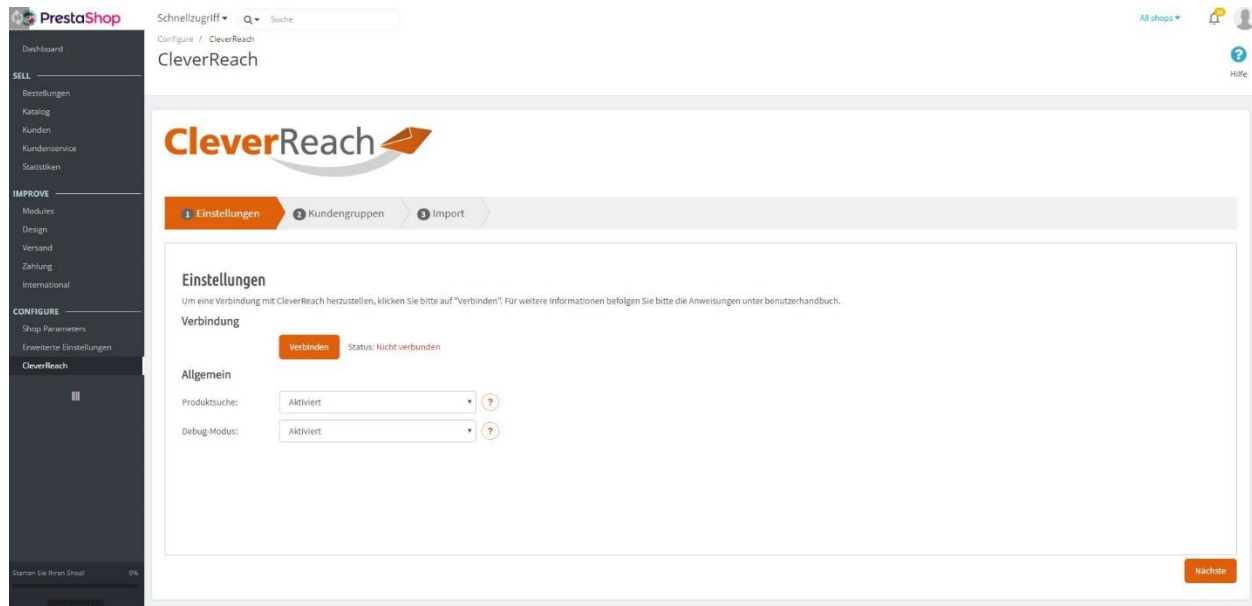 PrestaShop
Schnellzugriff
Suche
All shops
Configure / CleverReach
CleverReach
Hilfe
Dashboard
SELL
Bestellungen
Katalog
Kunden
Kundenservice
Statistiken
IMPROVE
Modules
Design
Versand
Zahlung
International
CONFIGURE
Shop Parameters
Erweiterte Einstellungen
CleverReach
Starten Sie Ihren Shop! 0%
CleverReach
1 Einstellungen 2 Kundengruppen 3 Import
Einstellungen
Um eine Verbindung mit CleverReach herzustellen, klicken Sie bitte auf "Verbinden". Für weitere Informationen befolgen Sie bitte die Anweisungen unter benutzerhandbuch.
Verbindung
Verbinden Status: Nicht verbunden
Allgemein
Produktsuche: Aktiviert ?
Debug-Modus: Aktiviert ?
Nächste